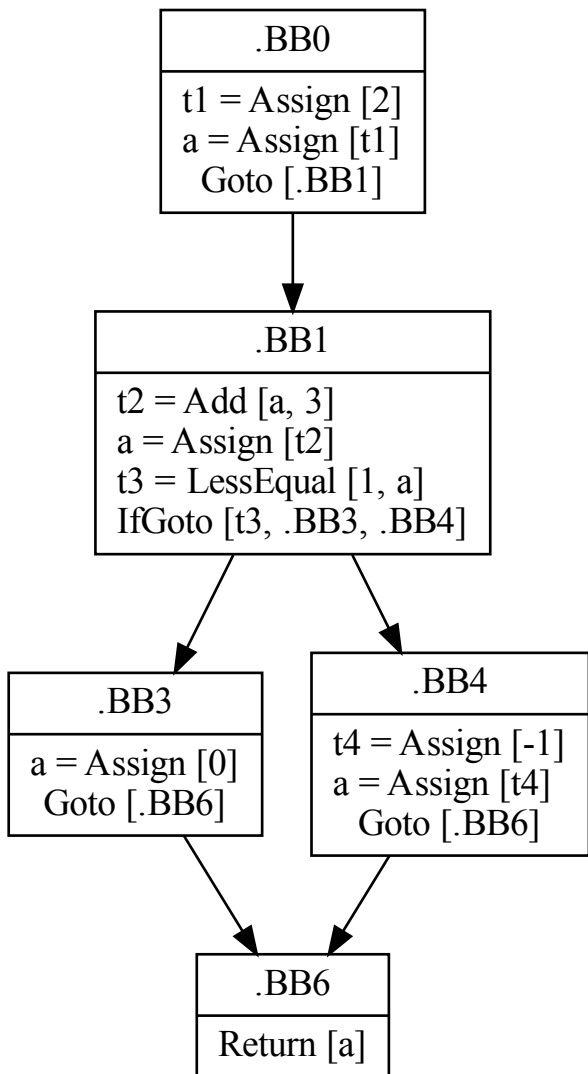 .BB0
t1 = Assign [2]
a = Assign [t1]
Goto [.BB1]
.BB1
t2 = Add [a, 3]
a = Assign [t2]
t3 = LessEqual [1, a]
IfGoto [t3, .BB3, .BB4]
.BB3
a = Assign [0]
Goto [.BB6]
.BB4
t4 = Assign [-1]
a = Assign [t4]
Goto [.BB6]
.BB6
Return [a]